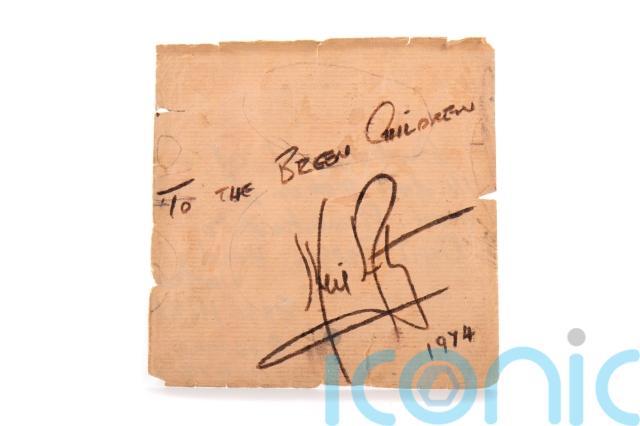 TO THE BREEN CHILDREN
1974
iconic